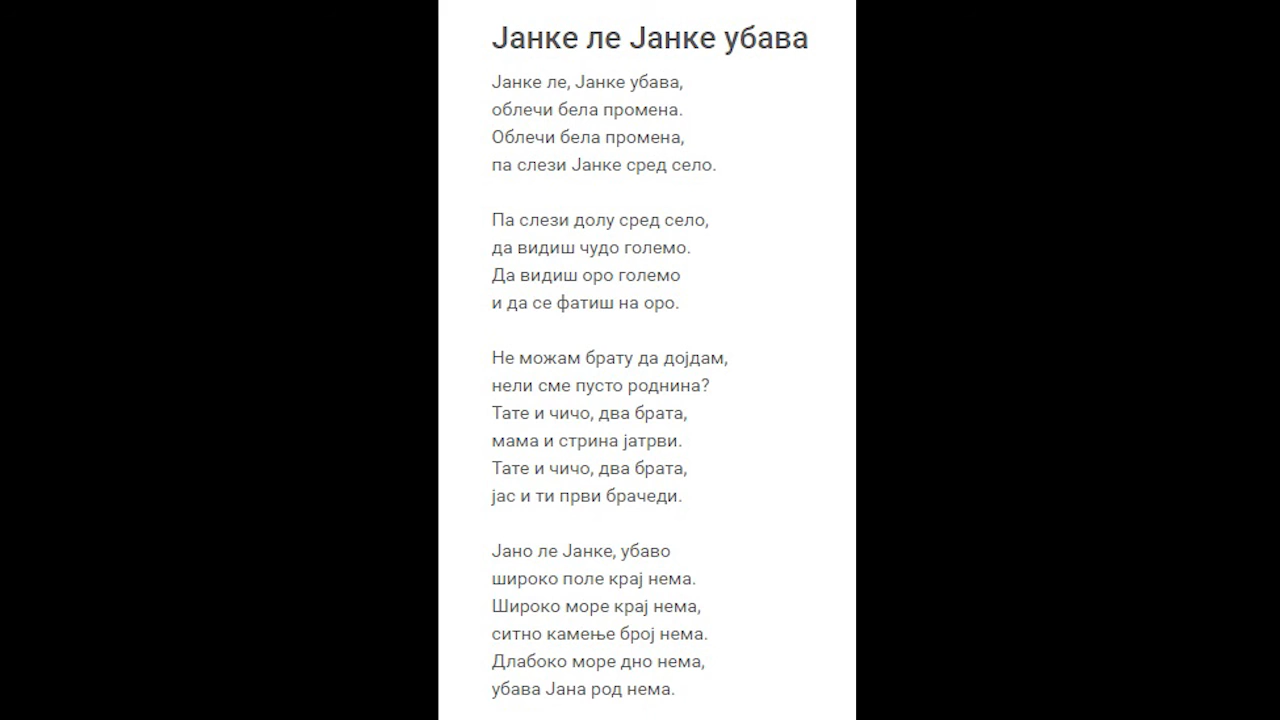 Јанке ле Јанке убава
Јанке ле, Јанке убава,
облечи бела промена.
Облечи бела промена,
па слези Јанке сред село.
Па слези долу сред село,
да видиш чудо големо.
Да видиш оро големо
и да се фатиш на оро.
Не можам брату да дојдам,
нели сме пусто роднина?
Тате и чичо, два брата,
мама и стрина јатрви.
Тате и чичо, два брата,
јас и ти први брачеди.
Јано ле Јанке, убаво
широко поле крај нема.
Широко море крај нема,
ситно камење број нема.
Длабоко море дно нема,
убава Јана род нема.